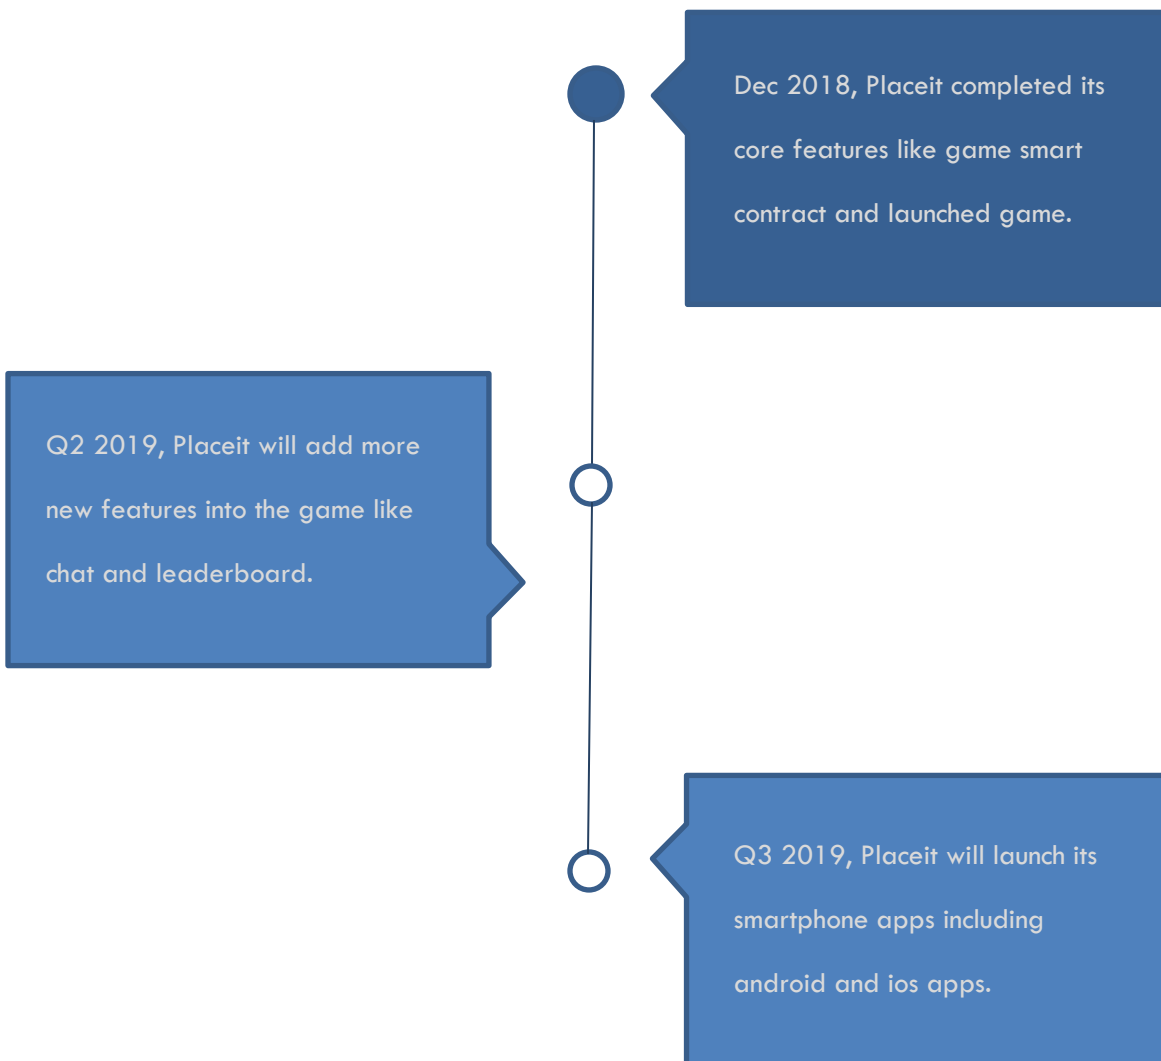 Dec 2018, Placeit completed its
core features like game smart
contract and launched game.
Q2 2019, Placeit will add more
new features into the game like
chat and leaderboard.
Q3 2019, Placeit will launch its
smartphone apps including
android and ios apps.